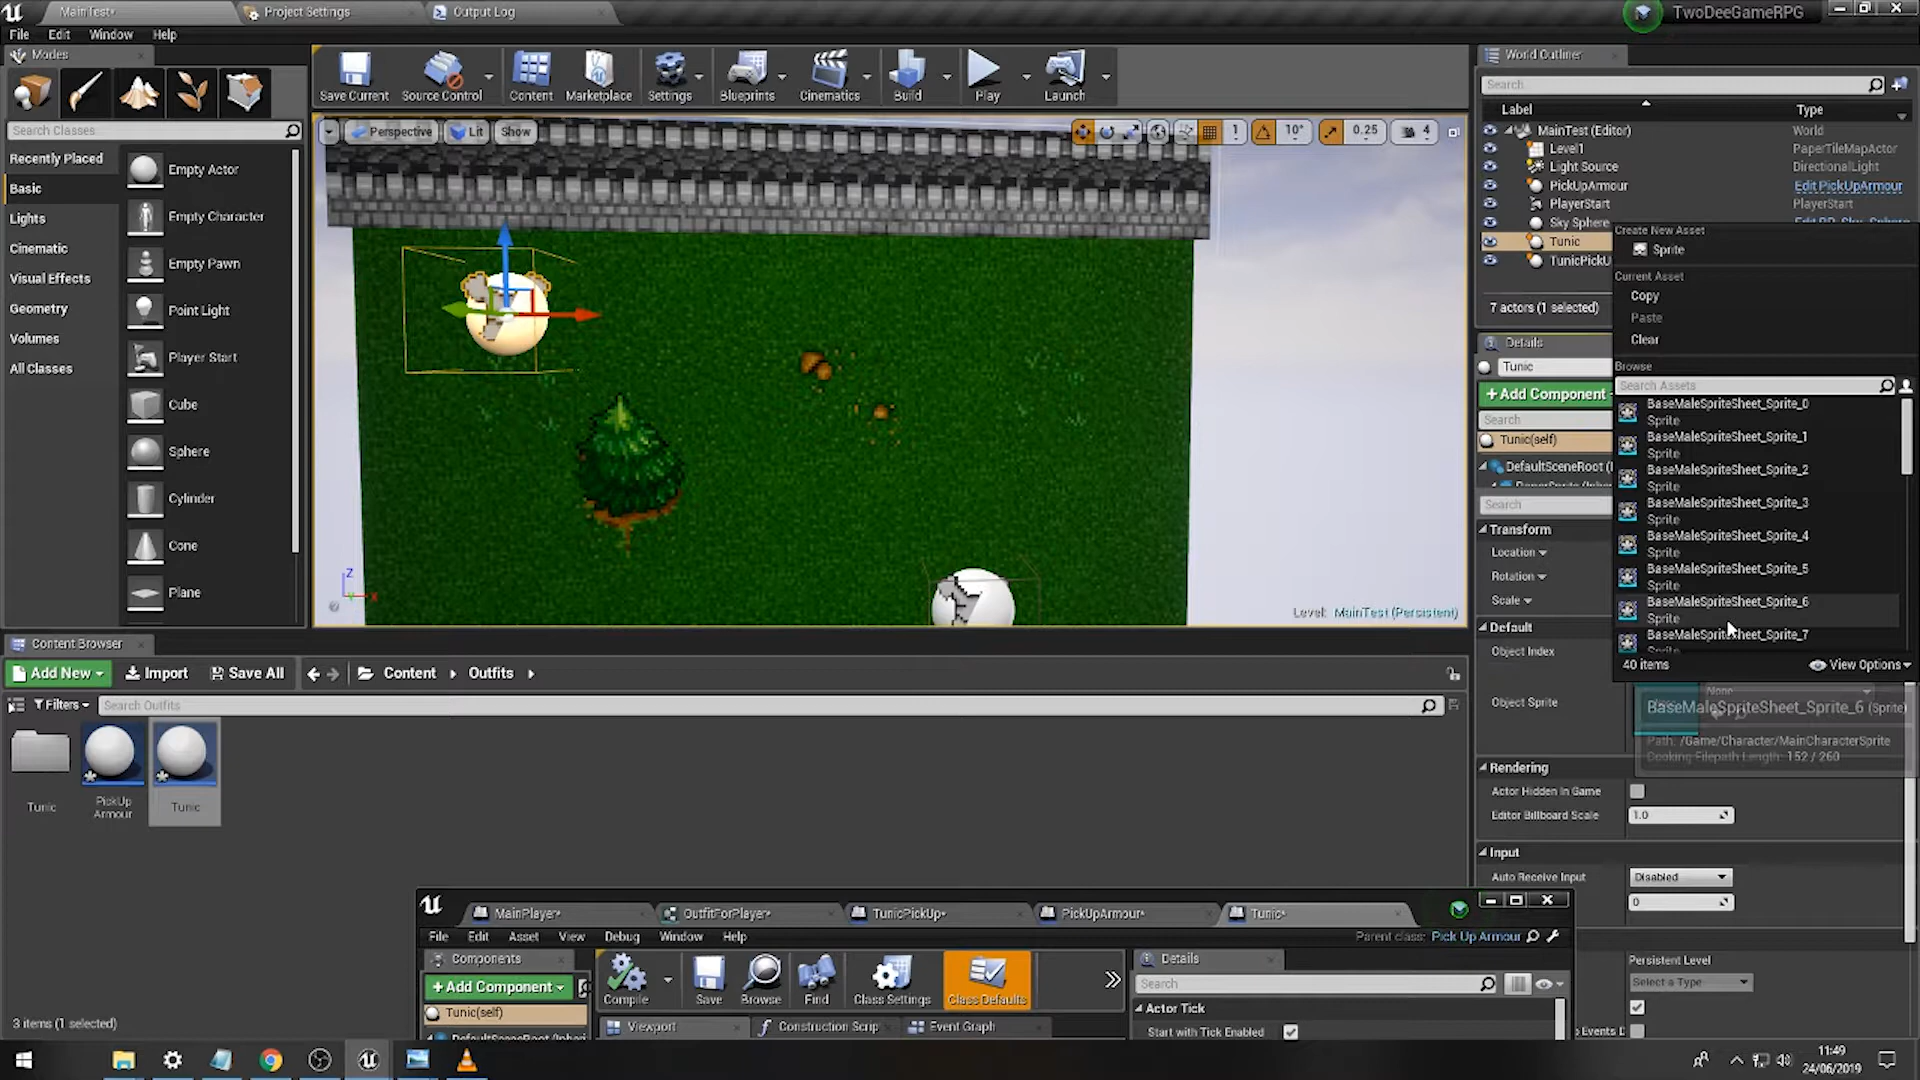 MainTest*
Project Settings
Output Log
TwoDeeGameRPG
File Edit Window Help
Modes
Search Classes
Recently Placed
Basic
Lights
Cinematic
Visual Effects
Geometry
Volumes
All Classes
Empty Actor
Empty Character
Empty Pawn
Point Light
Player Start
Cube
Sphere
Cylinder
Cone
Plane
Save Current
Source Control
Content
Marketplace
Settings
Blueprints
Cinematics
Build
Play
Launch
Perspective
Lit
Show
1
10°
0.25
4
Z
X
Level: MainTest (Persistent)
World Outliner
Search
Label Type
MainTest (Editor) World
Level1 PaperTileMapActor
Light Source DirectionalLight
PickUpArmour Edit PickUpArmour
PlayerStart PlayerStart
Sky Sphere
Tunic
TunicPickU
7 actors (1 selected)
Create New Asset
Sprite
Current Asset
Copy
Paste
Clear
Browse
Search Assets
BaseMaleSpriteSheet_Sprite_0
Sprite
BaseMaleSpriteSheet_Sprite_1
Sprite
BaseMaleSpriteSheet_Sprite_2
Sprite
BaseMaleSpriteSheet_Sprite_3
Sprite
BaseMaleSpriteSheet_Sprite_4
Sprite
BaseMaleSpriteSheet_Sprite_5
Sprite
BaseMaleSpriteSheet_Sprite_6
Sprite
BaseMaleSpriteSheet_Sprite_7
40 items
View Options
BaseMaleSpriteSheet_Sprite_6 (Sprite)
Path: /Game/Character/MainCharacterSprite
Cooking Filepath Length: 152 / 260
Details
Tunic
+Add Component
Search
Tunic(self)
DefaultSceneRoot (I
Search
Transform
Location
Rotation
Scale
Default
Object Index
Object Sprite
None
Rendering
Actor Hidden In Game
Editor Billboard Scale 1.0
Input
Auto Receive Input Disabled
0
Persistent Level
Select a Type
Content Browser
Add New
Import
Save All
Content
Outfits
Filters
Search Outfits
Tunic
PickUp
Armour
Tunic
3 items (1 selected)
MainPlayer*
OutfitForPlayer*
TunicPickUp*
PickUpArmour*
Tunic*
File Edit Asset View Debug Window Help
Parent class: Pick Up Armour
Components
+Add Component
Tunic(self)
DefaultSceneRoot (Inheri
Compile
Save
Browse
Find
Class Settings
Class Defaults
Viewport
Construction Scrip
Event Graph
Details
Search
Actor Tick
Start with Tick Enabled
11:49
24/06/2019